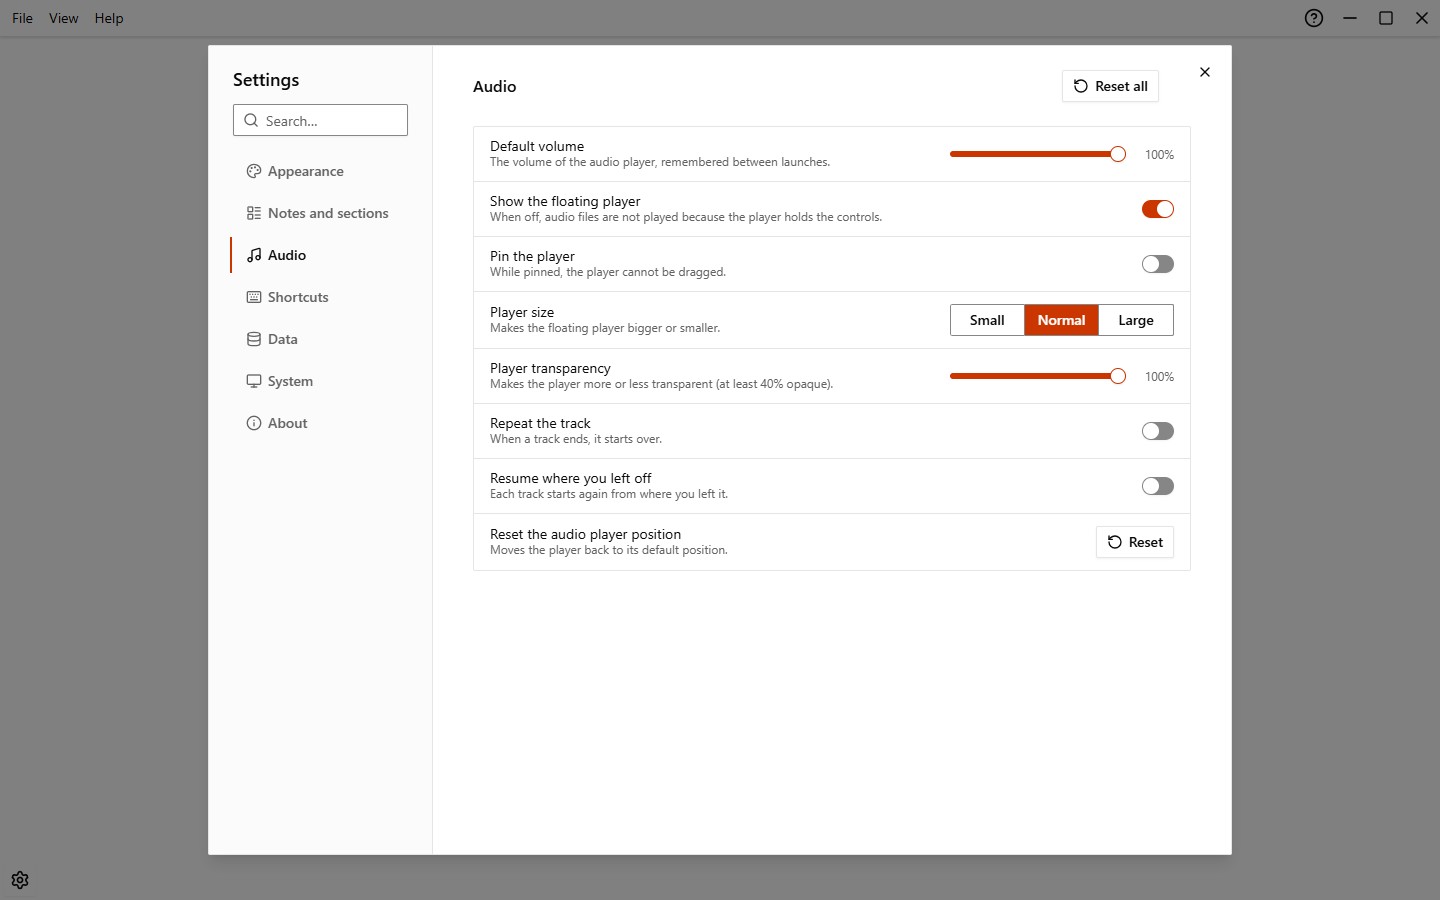 File View Help
Settings
Search...
Appearance
Notes and sections
Audio
Shortcuts
Data
System
About
Audio
Reset all
Default volume
The volume of the audio player, remembered between launches.
100%
Show the floating player
When off, audio files are not played because the player holds the controls.
Pin the player
While pinned, the player cannot be dragged.
Player size
Makes the floating player bigger or smaller.
Small Normal Large
Player transparency
Makes the player more or less transparent (at least 40% opaque).
100%
Repeat the track
When a track ends, it starts over.
Resume where you left off
Each track starts again from where you left it.
Reset the audio player position
Moves the player back to its default position.
Reset